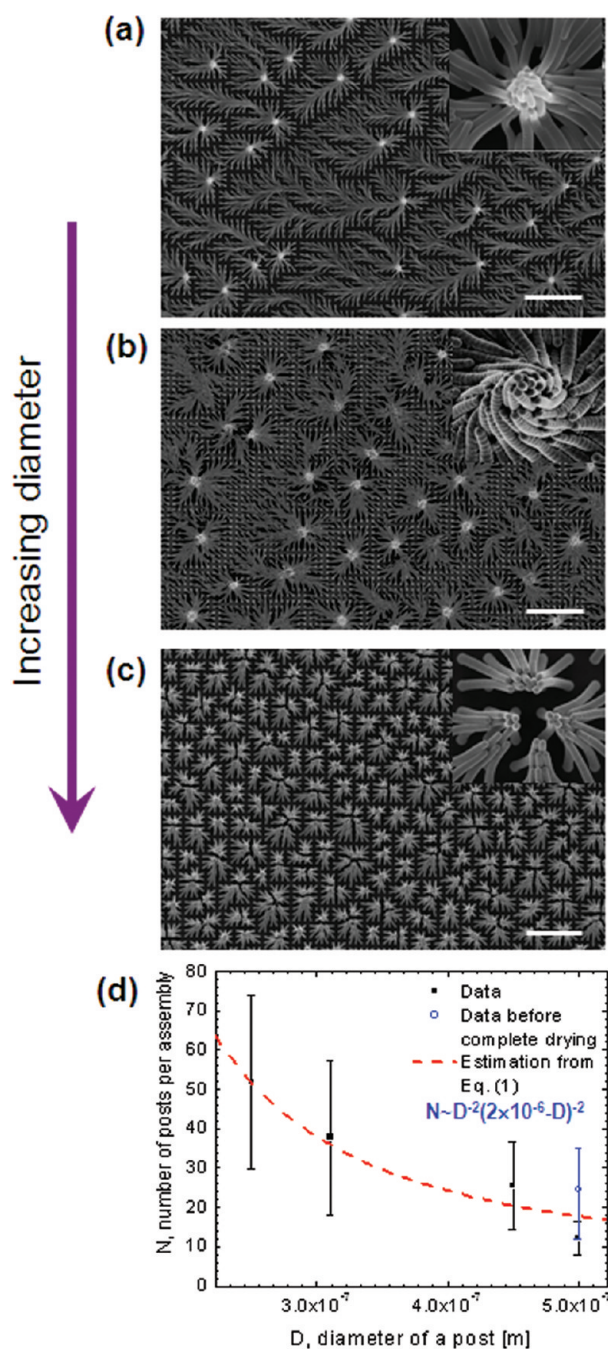 (a)
(b)
(c)
Increasing diameter
(d)
80
70
60
50
40
30
20
10
0
N, number of posts per assembly
Data
Data before
complete drying
Estimation from
Eq. (1)
N~D⁻²(2×10⁻⁶-D)⁻²
3.0x10⁻⁷
4.0x10⁻⁷
5.0x10⁻⁷
D, diameter of a post [m]